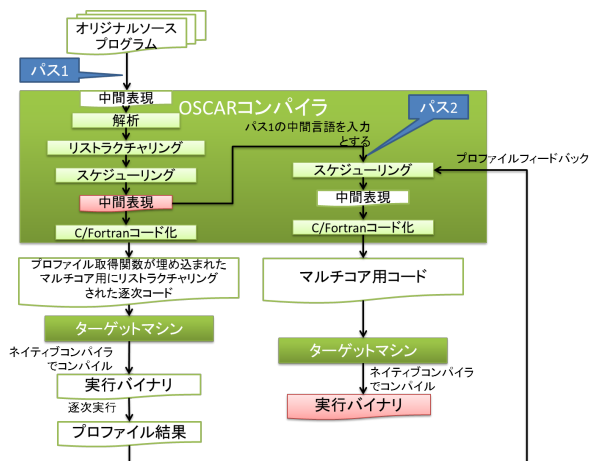 オリジナルソース
プログラム
パス1
OSCARコンパイラ
中間表現
解析
リストラクチャリング
スケジューリング
中間表現
C/Fortranコード化
パス1の中間言語を入力
とする
パス2
スケジューリング
中間表現
C/Fortranコード化
プロファイルフィードバック
プロファイル取得関数が埋め込まれた
マルチコア用にリストラクチャリング
された逐次コード
ターゲットマシン
ネイティブコンパイラ
でコンパイル
実行バイナリ
逐次実行
プロファイル結果
マルチコア用コード
ターゲットマシン
ネイティブコンパイラ
でコンパイル
実行バイナリ